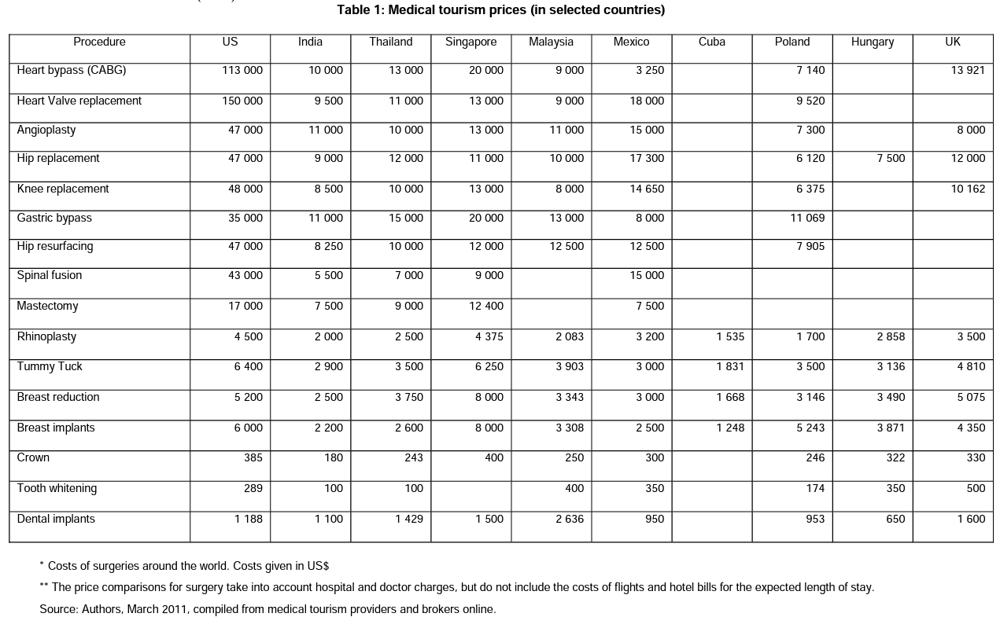 Table 1: Medical tourism prices (in selected countries)
Procedure US India Thailand Singapore Malaysia Mexico Cuba Poland Hungary UK
Heart bypass (CABG) 113 000 10 000 13 000 20 000 9 000 3 250 7 140 13 921
Heart Valve replacement 150 000 9 500 11 000 13 000 9 000 18 000 9 520
Angioplasty 47 000 11 000 10 000 13 000 11 000 15 000 7 300 8 000
Hip replacement 47 000 9 000 12 000 11 000 10 000 17 300 6 120 7 500 12 000
Knee replacement 48 000 8 500 10 000 13 000 8 000 14 650 6 375 10 162
Gastric bypass 35 000 11 000 15 000 20 000 13 000 8 000 11 069
Hip resurfacing 47 000 8 250 10 000 12 000 12 500 12 500 7 905
Spinal fusion 43 000 5 500 7 000 9 000 15 000
Mastectomy 17 000 7 500 9 000 12 400 7 500
Rhinoplasty 4 500 2 000 2 500 4 375 2 083 3 200 1 535 1 700 2 858 3 500
Tummy Tuck 6 400 2 900 3 500 6 250 3 903 3 000 1 831 3 500 3 136 4 810
Breast reduction 5 200 2 500 3 750 8 000 3 343 3 000 1 668 3 146 3 490 5 075
Breast implants 6 000 2 200 2 600 8 000 3 308 2 500 1 248 5 243 3 871 4 350
Crown 385 180 243 400 250 300 246 322 330
Tooth whitening 289 100 100 400 350 174 350 500
Dental implants 1 188 1 100 1 429 1 500 2 636 950 953 650 1 600
* Costs of surgeries around the world. Costs given in US$
** The price comparisons for surgery take into account hospital and doctor charges, but do not include the costs of flights and hotel bills for the expected length of stay.
Source: Authors, March 2011, compiled from medical tourism providers and brokers online.